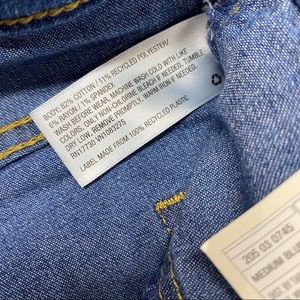 BODY: 82% COTTON / 11% RECYCLED POLYESTER/
6% RAYON / 1% SPANDEX
WASH BEFORE WEAR. MACHINE WASH COLD WITH LIKE
COLORS. ONLY NON-CHLORINE BLEACH IF NEEDED. TUMBLE
DRY LOW. REMOVE PROMPTLY. WARM IRON IF NEEDED.
RN17730 VN1083275
LABEL MADE FROM 100% RECYCLED PLASTIC
205 03 0745
MEDIUM BL